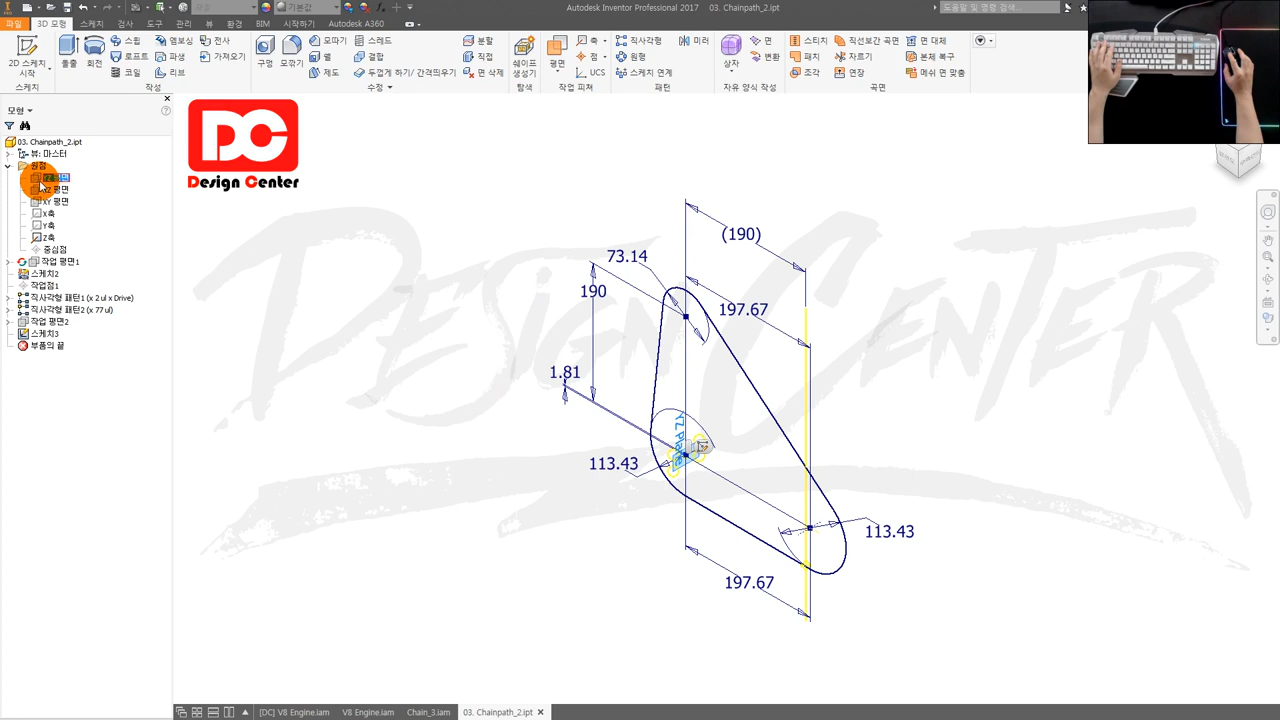 Autodesk Inventor Professional 2017   03. Chainpath_2.ipt
도움말 및 명령 검색...
파일 3D 모형 스케치 검사 도구 관리 뷰 환경 BIM 시작하기 Autodesk A360
2D 스케치 시작
스케치
돌출 회전 스윕 엠보싱 전사
로프트 파생 가져오기
코일 리브
작성
구멍 모깎기 모따기 스레드 분할
쉘 결합 직접
제도 두껍게 하기/간격띄우기
수정
쉐이프 생성기
탐색
평면 축
점
UCS
작업 피쳐
직사각형 미러
원형
스케치 연계
패턴
상자 면
변환
자유 양식 작성
스티치 직선보간 곡면 면 대체
패치 자르기 본체 복구
조각 연장 메쉬 면 맞춤
곡면
모형
03. Chainpath_2.ipt
뷰: 마스터
원점
XY 평면
X축
Y축
Z축
중심점
작업 평면1
스케치2
작업점1
직사각형 패턴1 (x 2 ul x Drive)
직사각형 패턴2 (x 77 ul)
작업 평면2
스케치3
부품의 끝
DC
Design Center
DESIGN CENTER
(190)
73.14
190
197.67
1.81
YZ Plane
113.43
113.43
197.67
[DC] V8 Engine.iam V8 Engine.iam Chain_3.iam 03. Chainpath_2.ipt